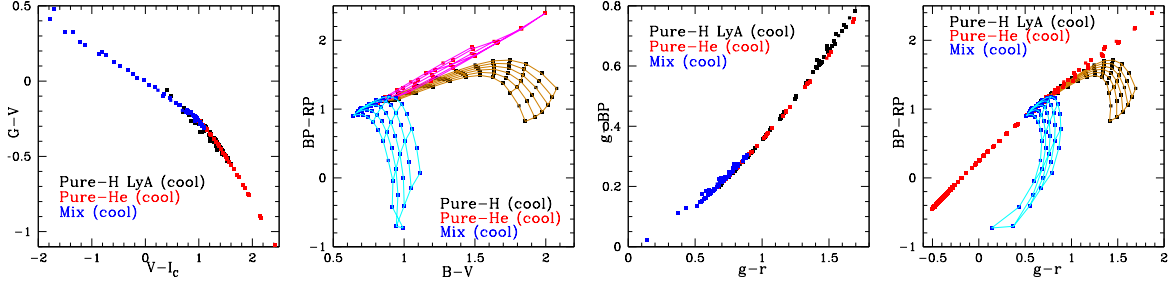 0.5
0
−0.5
−1
−2
−1
0
1
2
G−V
V−I_C
Pure−H LyA (cool)
Pure−He (cool)
Mix (cool)
2
1
0
−1
0.5
1
1.5
2
BP−RP
B−V
Pure−H (cool)
Pure−He (cool)
Mix (cool)
0.8
0.6
0.4
0.2
0
0
0.5
1
1.5
g−BP
g−r
Pure−H LyA (cool)
Pure−He (cool)
Mix (cool)
2
1
0
−1
−0.5
0
0.5
1
1.5
2
BP−RP
g−r
Pure−H (cool)
Pure−He (cool)
Mix (cool)